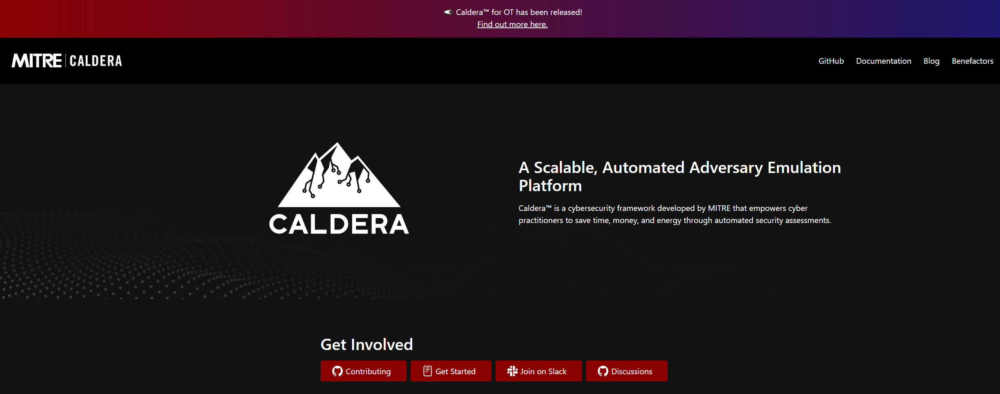 Caldera™ for OT has been released!
Find out more here.
MITRE | CALDERA
GitHub Documentation Blog Benefactors
CALDERA
A Scalable, Automated Adversary Emulation
Platform
Caldera™ is a cybersecurity framework developed by MITRE that empowers cyber
practitioners to save time, money, and energy through automated security assessments.
Get Involved
Contributing Get Started Join on Slack Discussions